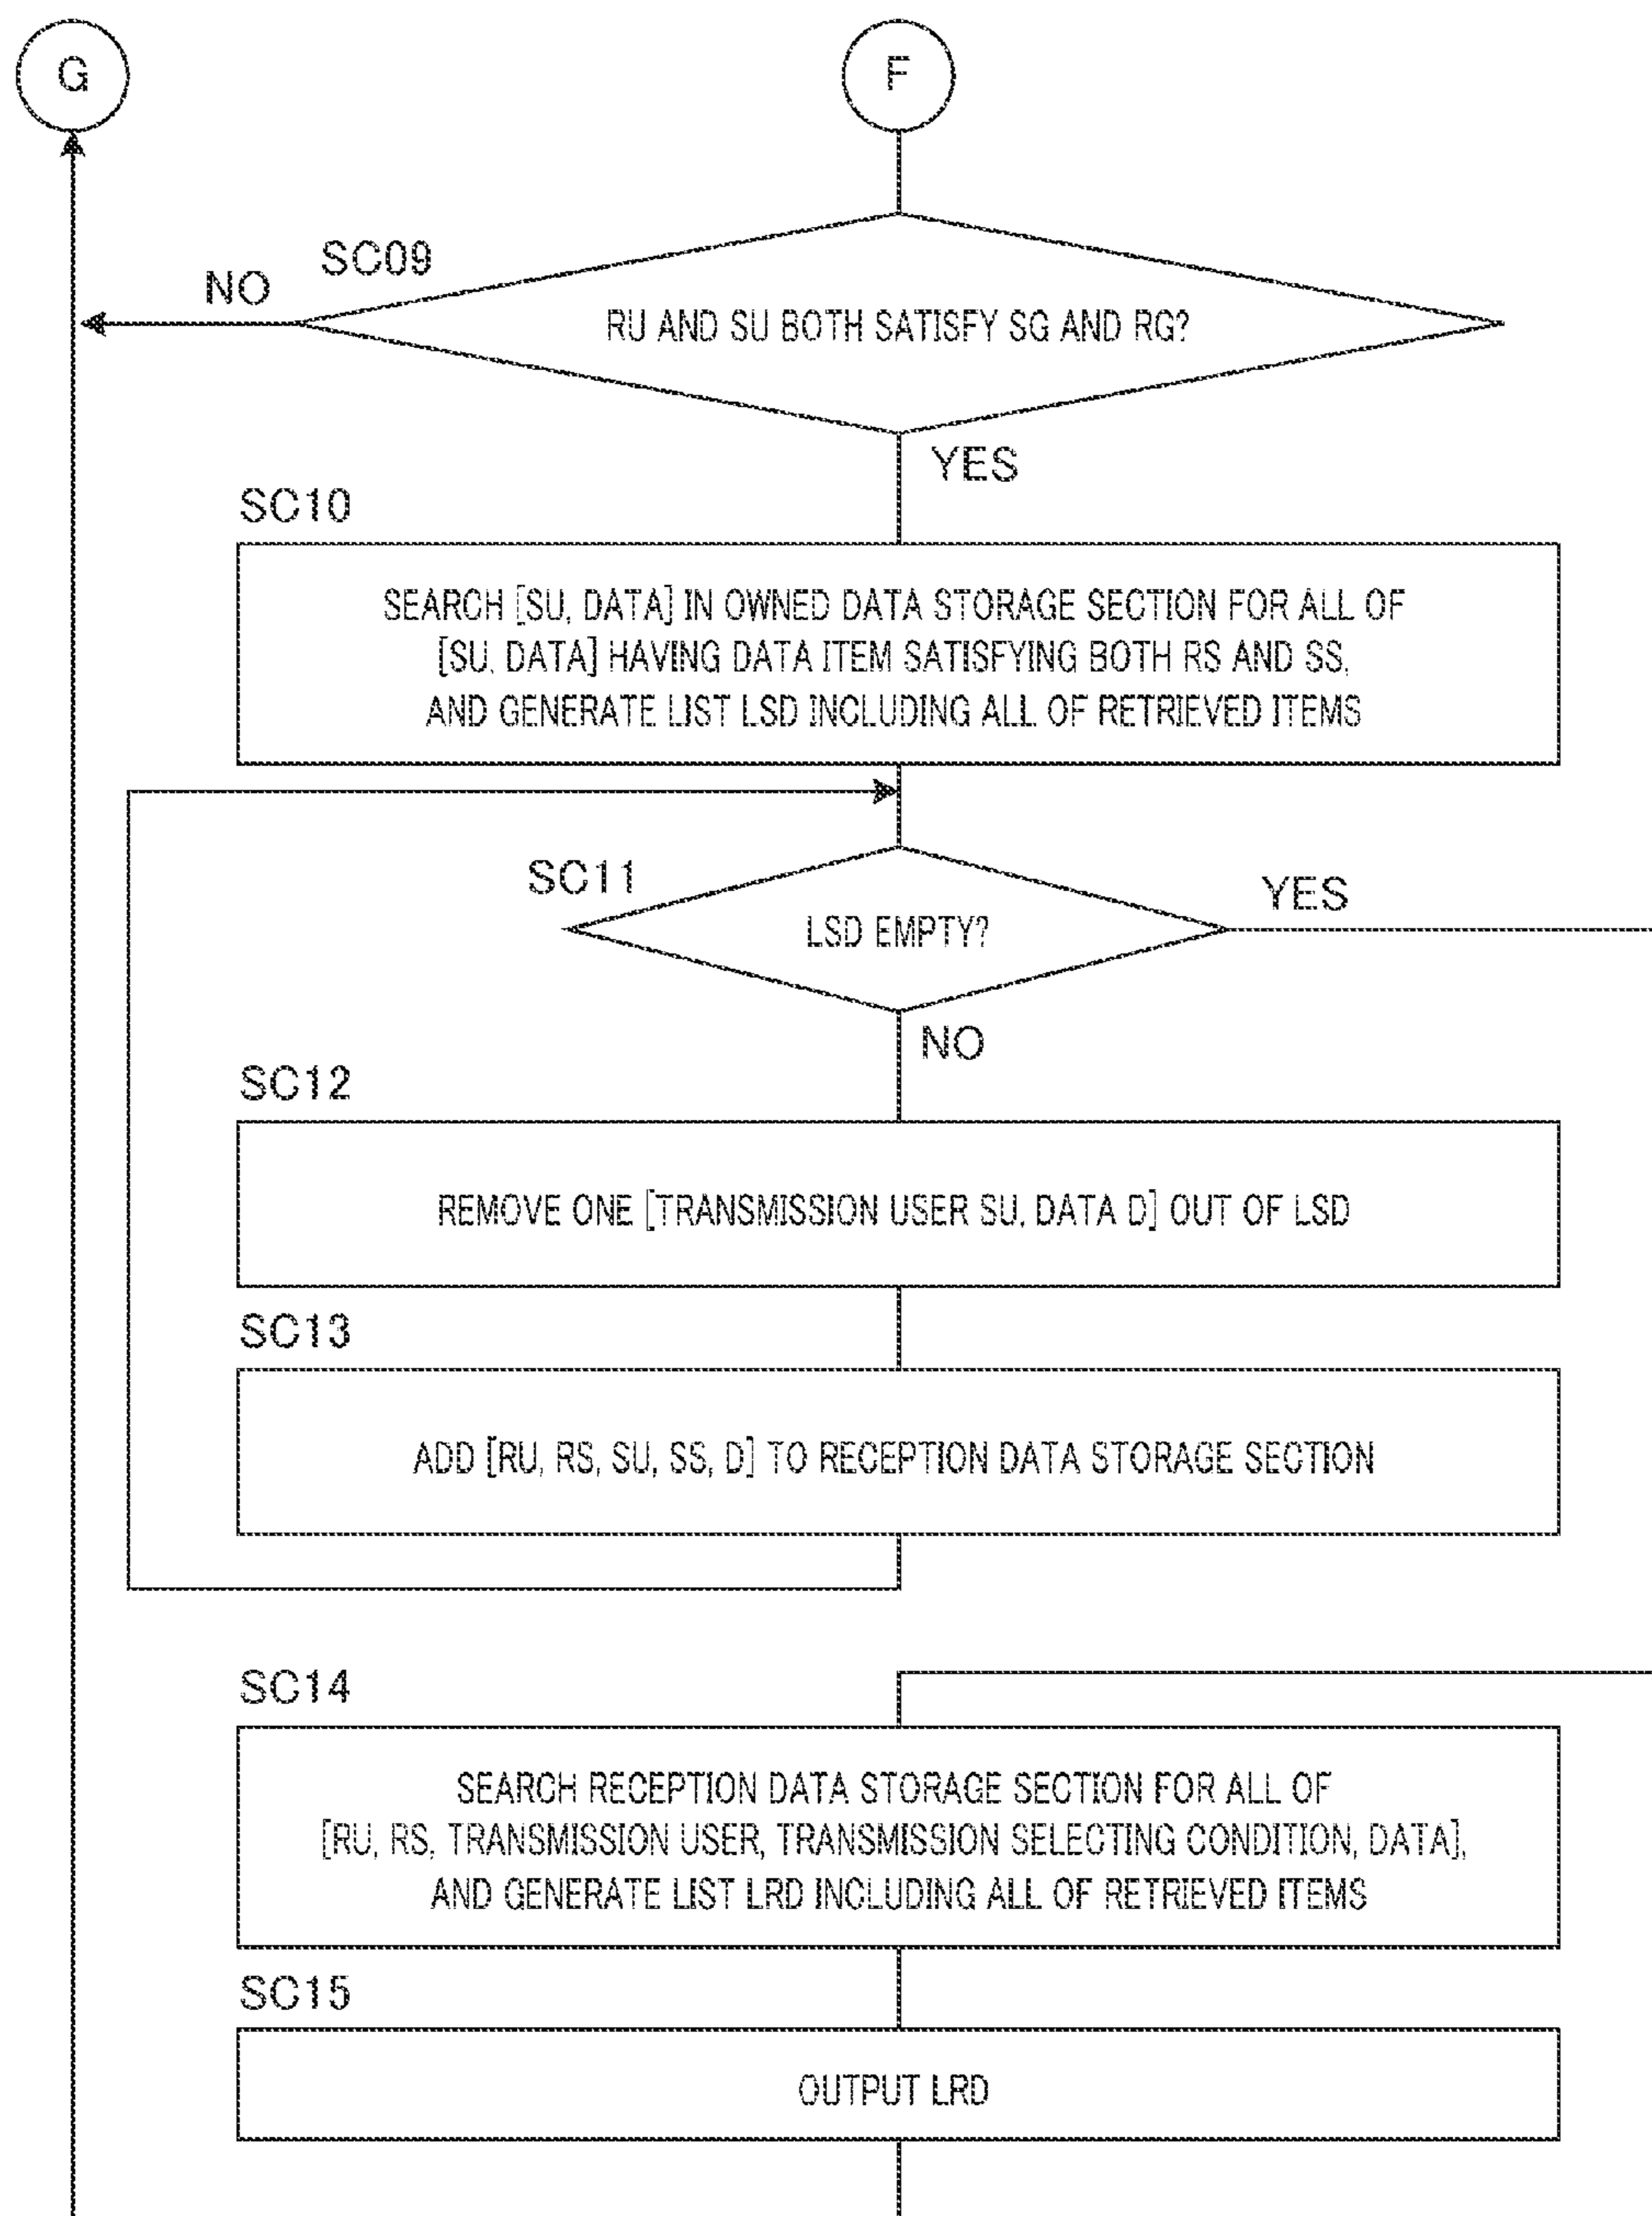 G
F
SC09
NO
RU AND SU BOTH SATISFY SG AND RG?
YES
SC10
SEARCH [SU, DATA] IN OWNED DATA STORAGE SECTION FOR ALL OF
[SU, DATA] HAVING DATA ITEM SATISFYING BOTH RS AND SS,
AND GENERATE LIST LSD INCLUDING ALL OF RETRIEVED ITEMS
SC11
YES
LSD EMPTY?
NO
SC12
REMOVE ONE [TRANSMISSION USER SU, DATA D] OUT OF LSD
SC13
ADD [RU, RS, SU, SS, D] TO RECEPTION DATA STORAGE SECTION
SC14
SEARCH RECEPTION DATA STORAGE SECTION FOR ALL OF
[RU, RS, TRANSMISSION USER, TRANSMISSION SELECTING CONDITION, DATA],
AND GENERATE LIST LRD INCLUDING ALL OF RETRIEVED ITEMS
SC15
OUTPUT LRD